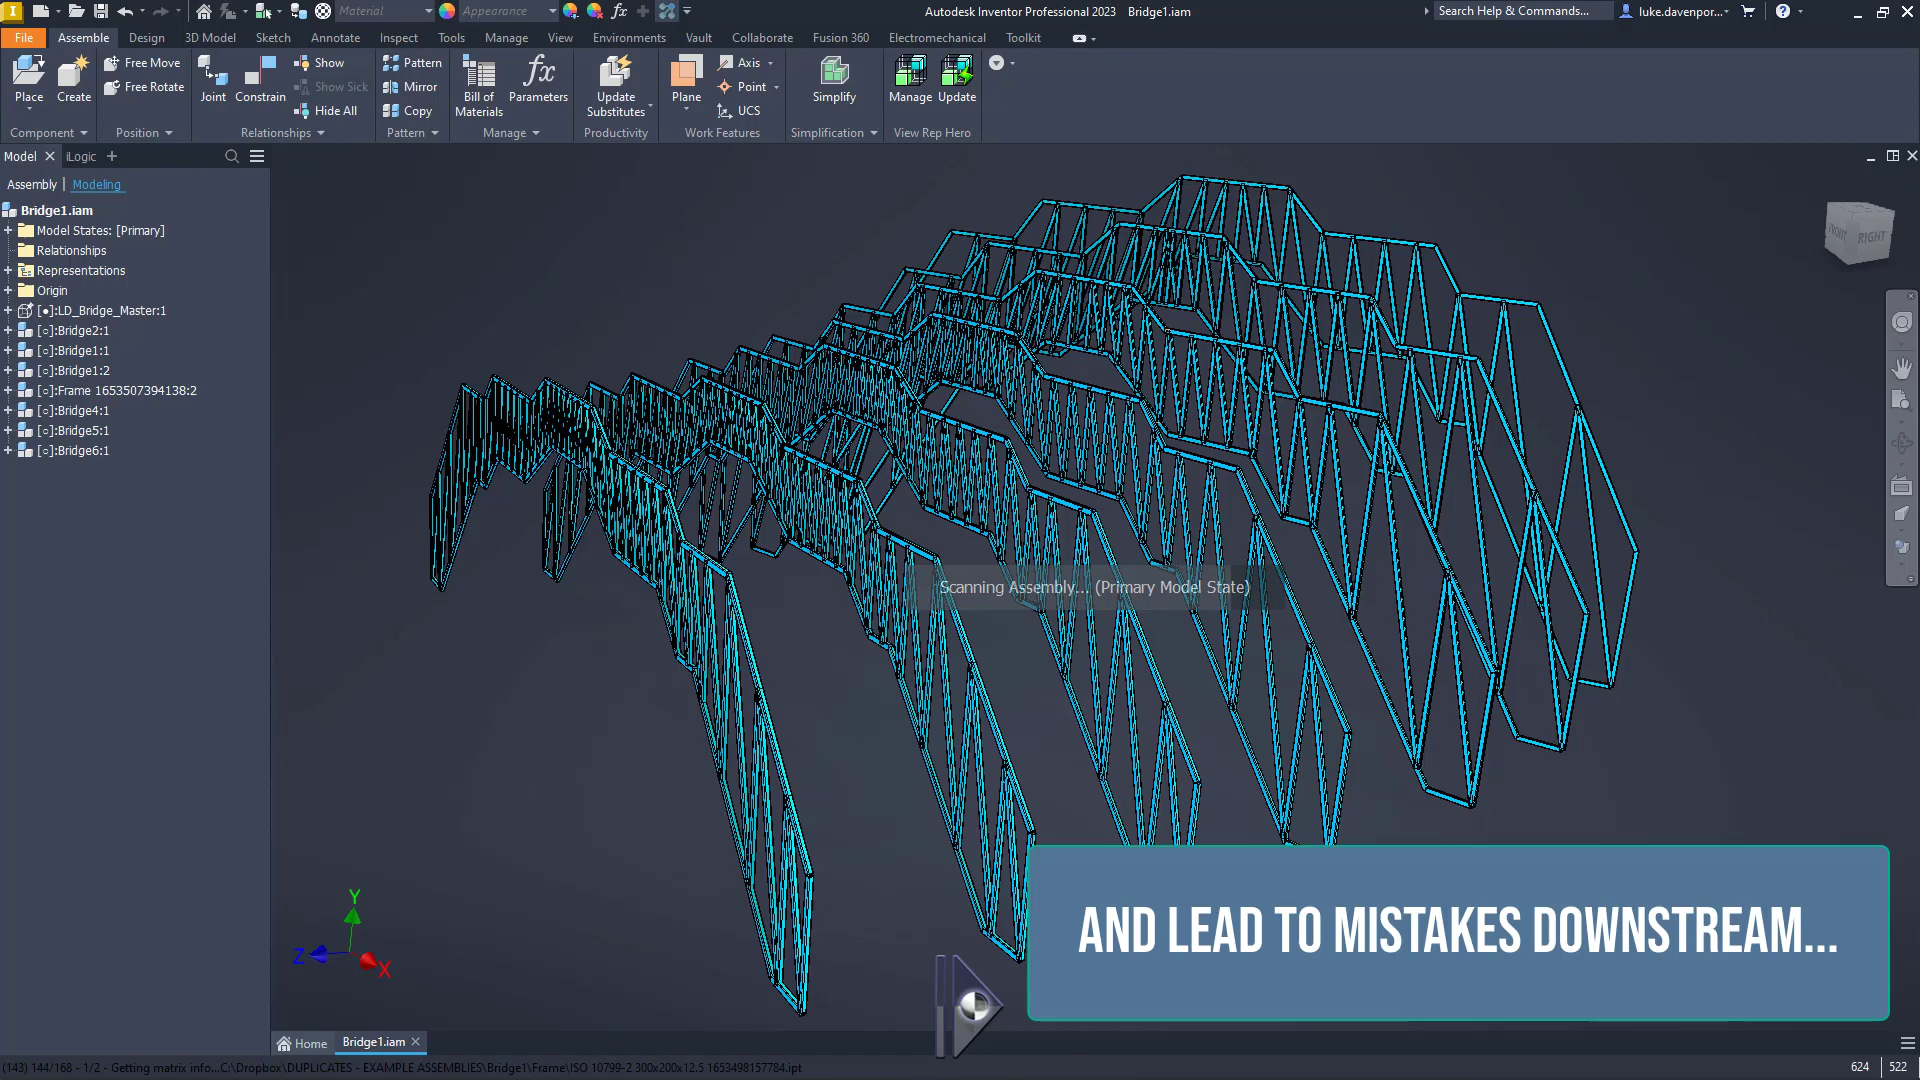 Material
Appearance
fx
Autodesk Inventor Professional 2023 Bridge1.iam
Search Help & Commands...
luke.davenpor...
File Assemble Design 3D Model Sketch Annotate Inspect Tools Manage View Environments Vault Collaborate Fusion 360 Electromechanical Toolkit
Place
Create
Free Move
Free Rotate
Joint
Constrain
Show
Show Sick
Hide All
Pattern
Mirror
Copy
Bill of
Materials
fx
Parameters
Update
Substitutes
Plane
Axis
Point
UCS
Simplify
Manage
Update
Component Position Relationships Pattern Manage Productivity Work Features Simplification View Rep Hero
Model iLogic
Assembly | Modeling
Bridge1.iam
Model States: [Primary]
Relationships
Representations
Origin
[●]:LD_Bridge_Master:1
[○]:Bridge2:1
[○]:Bridge1:1
[○]:Bridge1:2
[○]:Frame 1653507394138:2
[○]:Bridge4:1
[○]:Bridge5:1
[○]:Bridge6:1
RIGHT
Scanning Assembly... (Primary Model State)
Y
Z
X
AND LEAD TO MISTAKES DOWNSTREAM...
Home Bridge1.iam
(143) 144/168 - 1/2 - Getting matrix info...C:\Dropbox\DUPLICATES - EXAMPLE ASSEMBLIES\Bridge1\Frame\ISO 10799-2 300x200x12.5 1653498157784.ipt
624 522